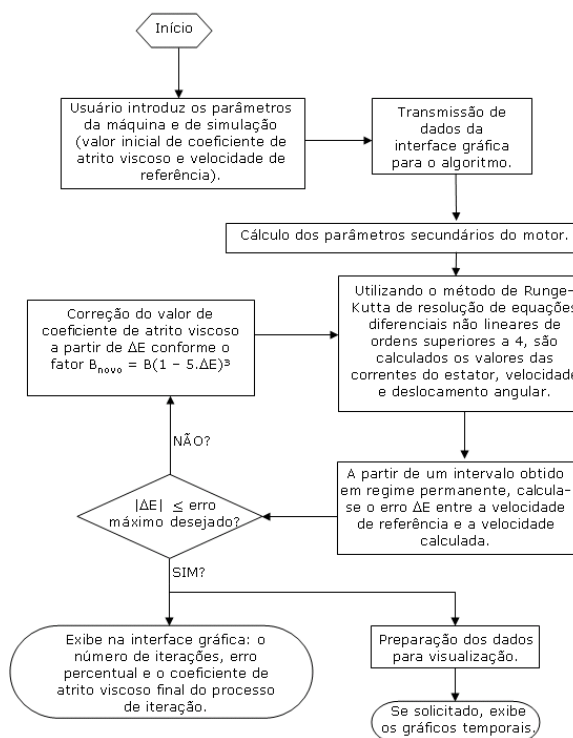 Início
Usuário introduz os parâmetros
da máquina e de simulação
(valor inicial de coeficiente de
atrito viscoso e velocidade de
referência).
Transmissão de
dados da
interface gráfica
para o algoritmo.
Cálculo dos parâmetros secundários do motor.
Utilizando o método de Runge-
Kutta de resolução de equações
diferenciais não lineares de
ordens superiores a 4, são
calculados os valores das
correntes do estator, velocidade
e deslocamento angular.
Correção do valor de
coeficiente de atrito viscoso
a partir de ΔE conforme o
fator Bnovo = B(1 – 5.ΔE)³
NÃO?
A partir de um intervalo obtido
em regime permanente, calcula-
se o erro ΔE entre a velocidade
de referência e a velocidade
calculada.
|ΔE| ≤ erro
máximo desejado?
SIM?
Exibe na interface gráfica: o
número de iterações, erro
percentual e o coeficiente de
atrito viscoso final do processo
de iteração.
Preparação dos dados
para visualização.
Se solicitado, exibe
os gráficos temporais.